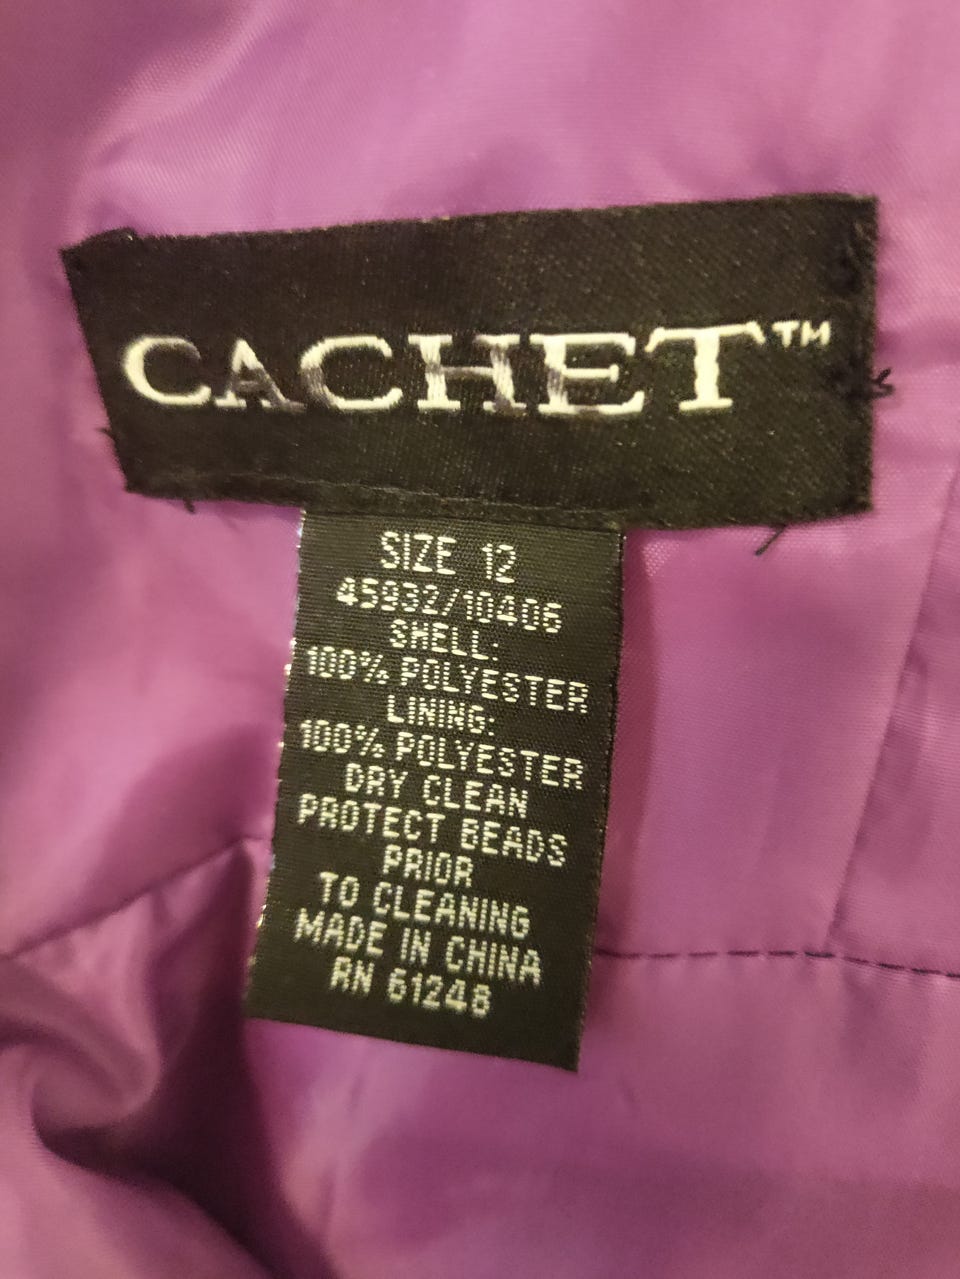 CACHET™
SIZE 12
45932/10406
SHELL:
100% POLYESTER
LINING:
100% POLYESTER
DRY CLEAN
PROTECT BEADS
PRIOR
TO CLEANING
MADE IN CHINA
RN 61248